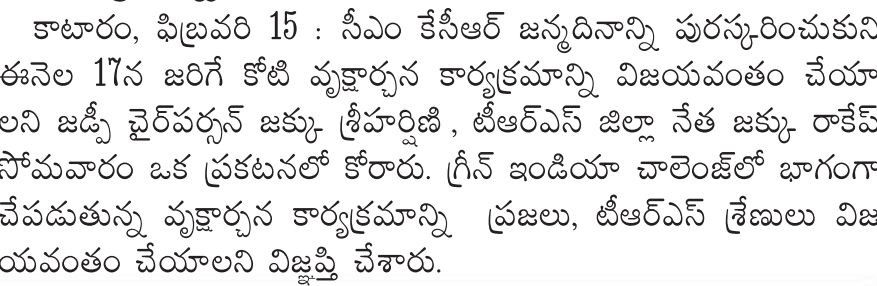 కాటారం, ఫిబ్రవరి 15 : సీఎం కేసీఆర్ జన్మదినాన్ని పురస్కరించుకుని
ఈనెల 17న జరిగే కోటి వృక్షార్చన కార్యక్రమాన్ని విజయవంతం చేయా
లని జడ్పీ చైర్‌పర్సన్ జక్కు శ్రీహర్షిణి, టీఆర్‌ఎస్ జిల్లా నేత జక్కు రాకేష్
సోమవారం ఒక ప్రకటనలో కోరారు. గ్రీన్ ఇండియా చాలెంజ్‌లో భాగంగా
చేపడుతున్న వృక్షార్చన కార్యక్రమాన్ని ప్రజలు, టీఆర్‌ఎస్ శ్రేణులు విజ
యవంతం చేయాలని విజ్ఞప్తి చేశారు.